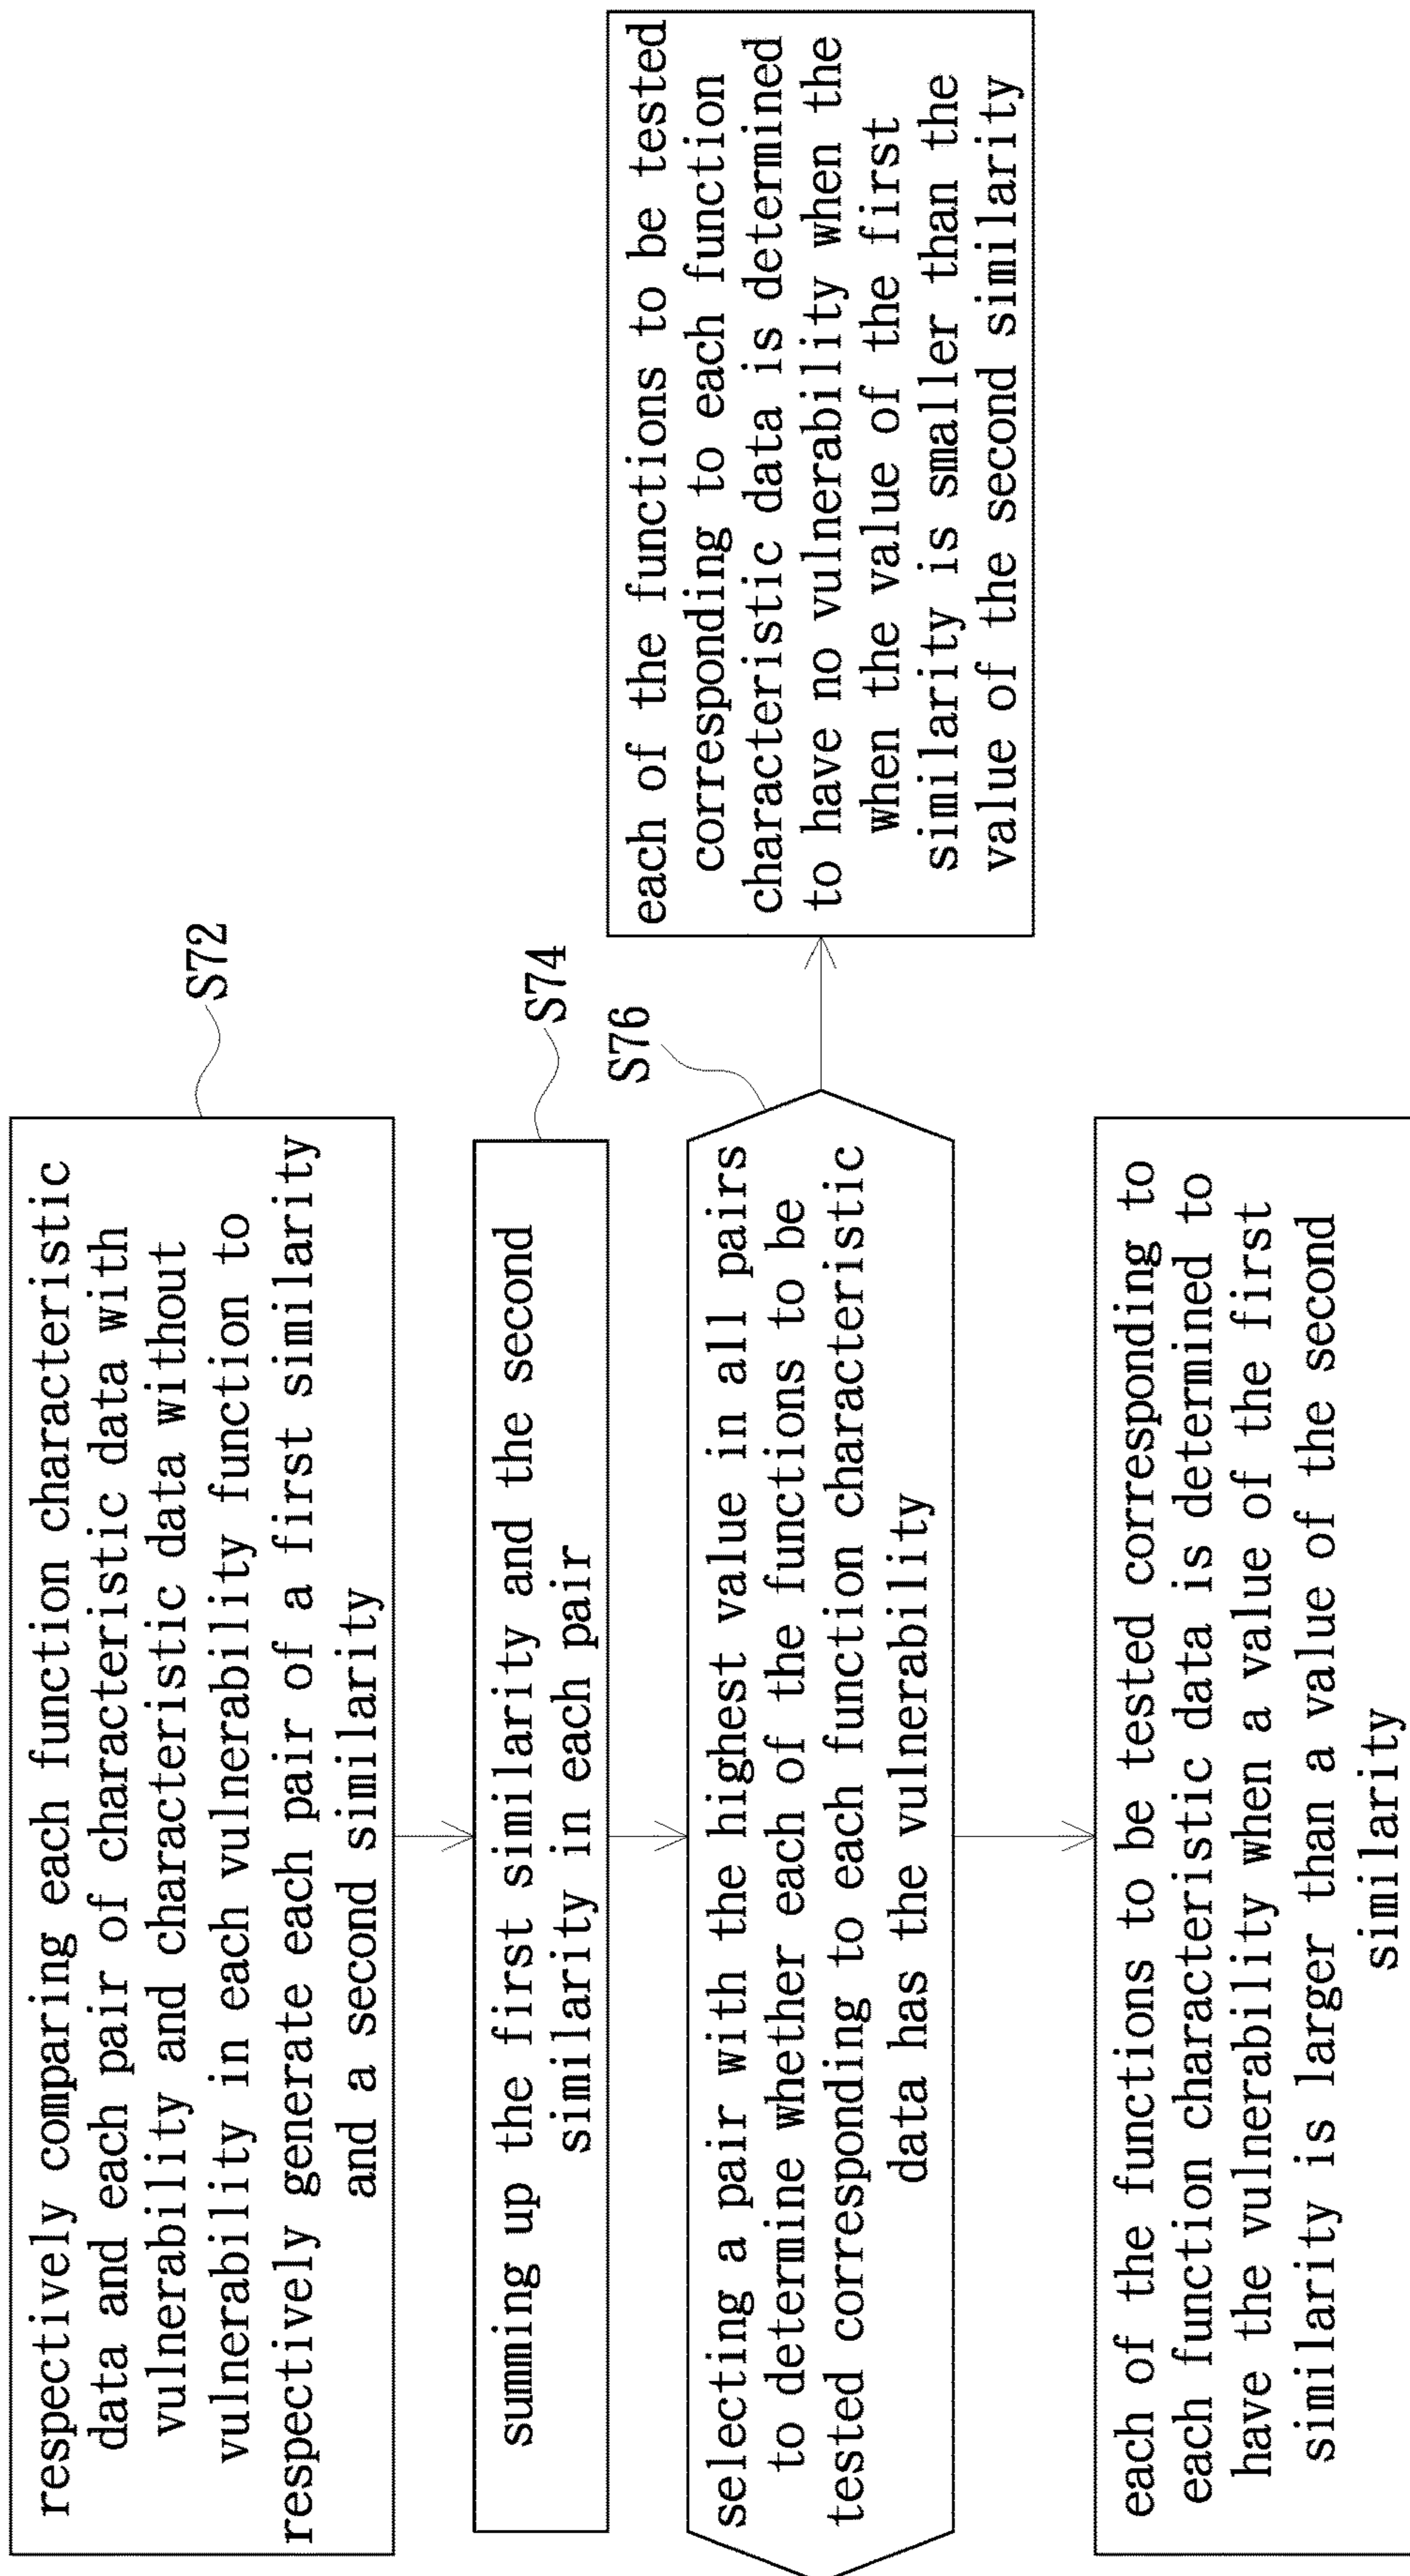 respectively comparing each function characteristic
data and each pair of characteristic data with
vulnerability and characteristic data without
vulnerability in each vulnerability function to
respectively generate each pair of a first similarity
and a second similarity
S72
summing up the first similarity and the second
similarity in each pair
S74
selecting a pair with the highest value in all pairs
to determine whether each of the functions to be
tested corresponding to each function characteristic
data has the vulnerability
S76
each of the functions to be tested
corresponding to each function
characteristic data is determined
to have no vulnerability when the
when the value of the first
similarity is smaller than the
value of the second similarity
each of the functions to be tested corresponding to
each function characteristic data is determined to
have the vulnerability when a value of the first
similarity is larger than a value of the second
similarity